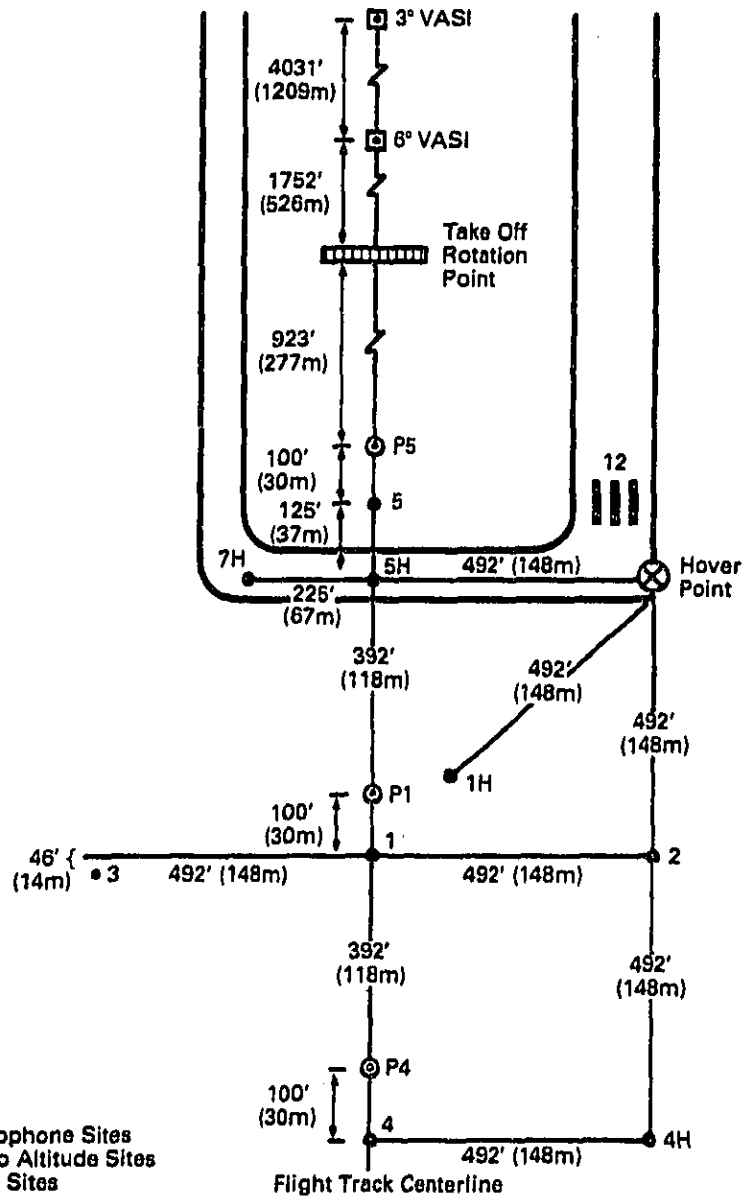 3° VASI
4031'
(1209m)
6° VASI
1752'
(526m)
Take Off
Rotation
Point
923'
(277m)
P5
100'
(30m)
12
5
125'
(37m)
7H
5H
492' (148m)
Hover
Point
225'
(67m)
392'
(118m)
492'
(148m)
492'
(148m)
1H
P1
100'
(30m)
1
46' {
(14m)
3
492' (148m)
492' (148m)
2
392'
(118m)
492'
(148m)
P4
100'
(30m)
4
4H
492' (148m)
ophone Sites
o Altitude Sites
Sites
Flight Track Centerline